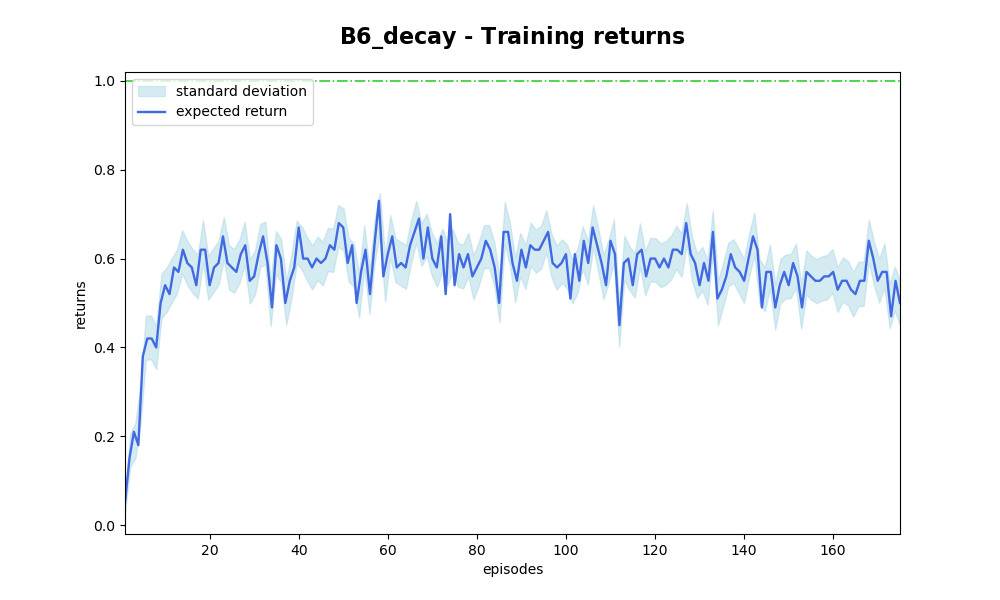 B6_decay - Training returns
1.0
standard deviation
expected return
0.8
0.6
0.4
0.2
0.0
returns
20 40 60 80 100 120 140 160
episodes